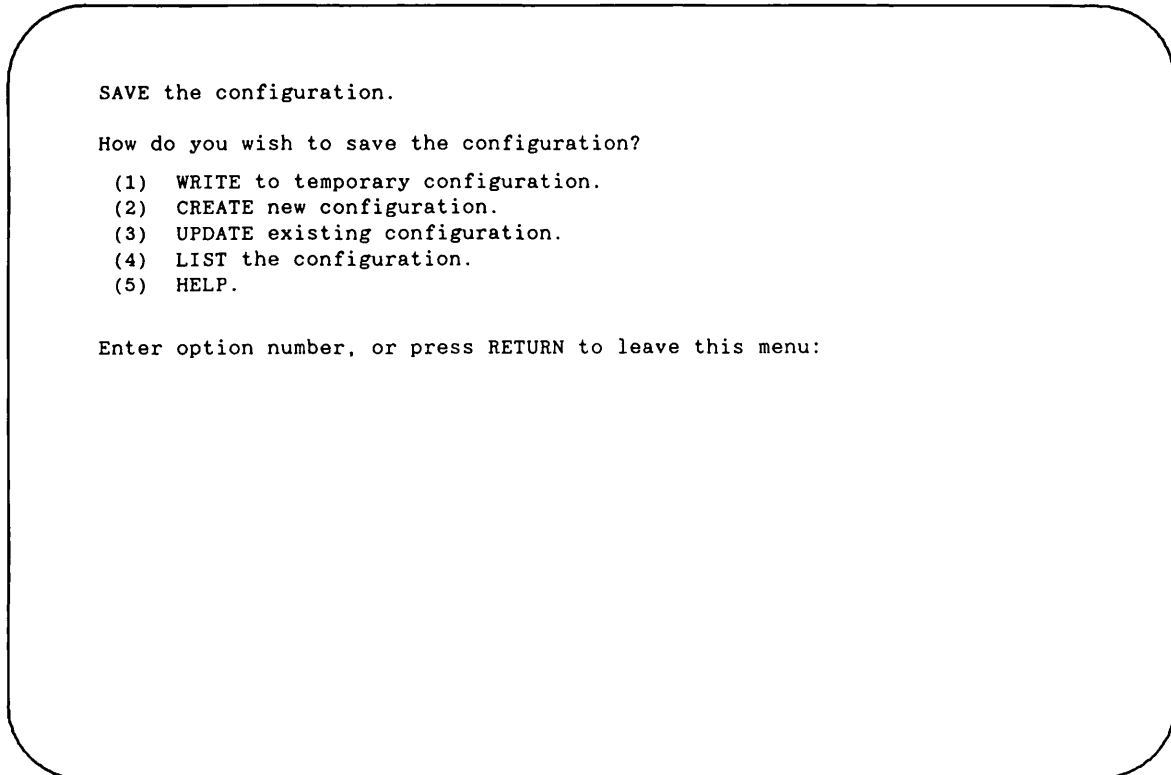 SAVE the configuration.
How do you wish to save the configuration?
(1) WRITE to temporary configuration.
(2) CREATE new configuration.
(3) UPDATE existing configuration.
(4) LIST the configuration.
(5) HELP.
Enter option number, or press RETURN to leave this menu: